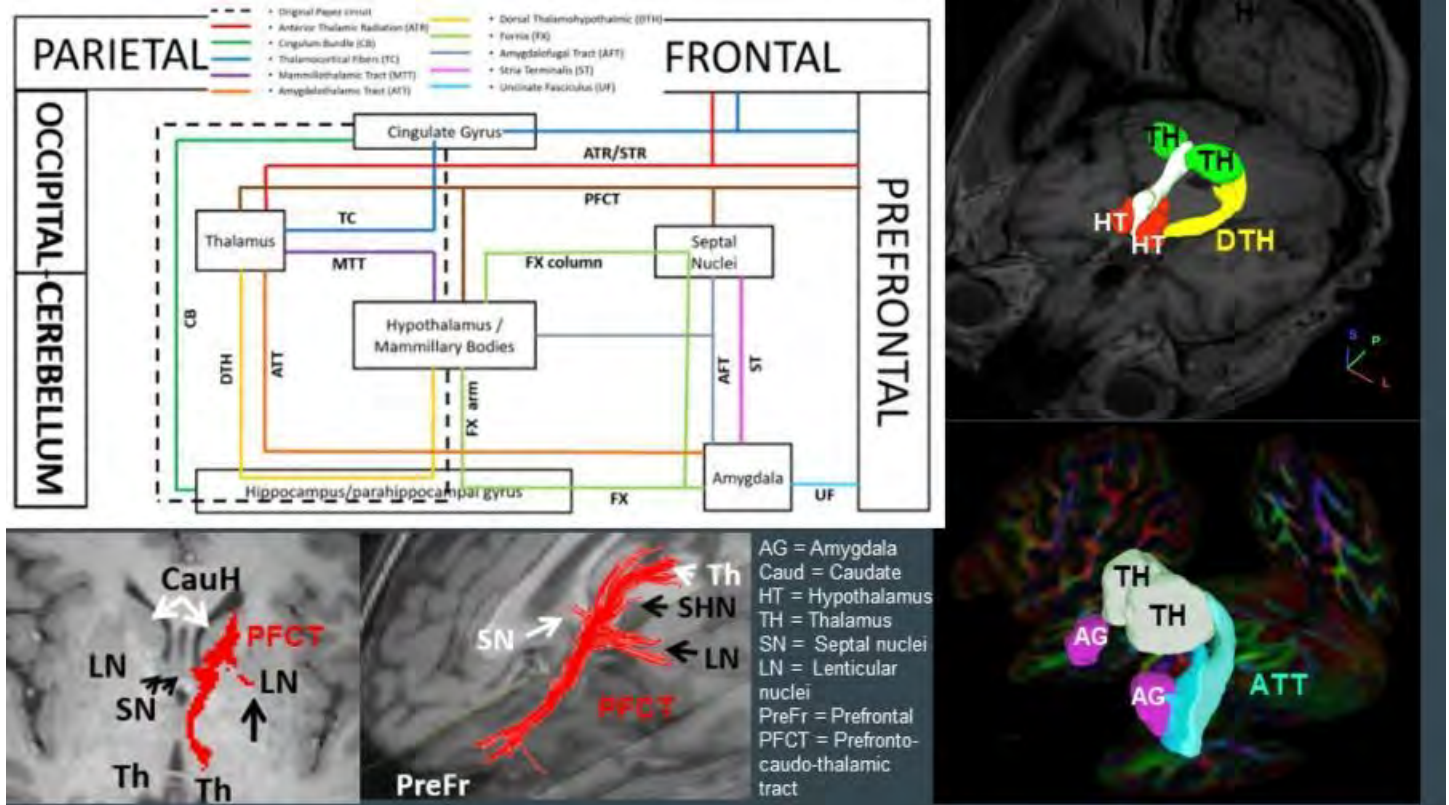 • Original Papez circuit
• Anterior Thalamic Radiation (ATR)
• Cingulum Bundle (CB)
• Thalamocortical Fibers (TC)
• Mammillothalamic Tract (MTT)
• Amygdalothalamic Tract (ATT)
• Dorsal Thalamohypothalmic (DTH)
• Fornix (FX)
• Amygdalofugal Tract (AFT)
• Stria Terminalis (ST)
• Uncinate Fasciculus (UF)
PARIETAL
FRONTAL
OCCIPITAL-CEREBELLUM
PREFRONTAL
Cingulate Gyrus
ATR/STR
PFCT
TC
Thalamus
MTT
FX column
Septal
Nuclei
Hypothalamus /
Mammillary Bodies
CB
DTH
ATT
FX arm
AFT
ST
Hippocampus/parahippocampal gyrus
FX
Amygdala
UF
H
TH
TH
HT
HT
DTH
S
P
L
CauH
PFCT
LN
LN
SN
Th
Th
Th
SHN
SN
LN
PFCT
PreFr
AG = Amygdala
Caud = Caudate
HT = Hypothalamus
TH = Thalamus
SN = Septal nuclei
LN = Lenticular
nuclei
PreFr = Prefrontal
PFCT = Prefronto-
caudo-thalamic
tract
TH
TH
AG
AG
ATT